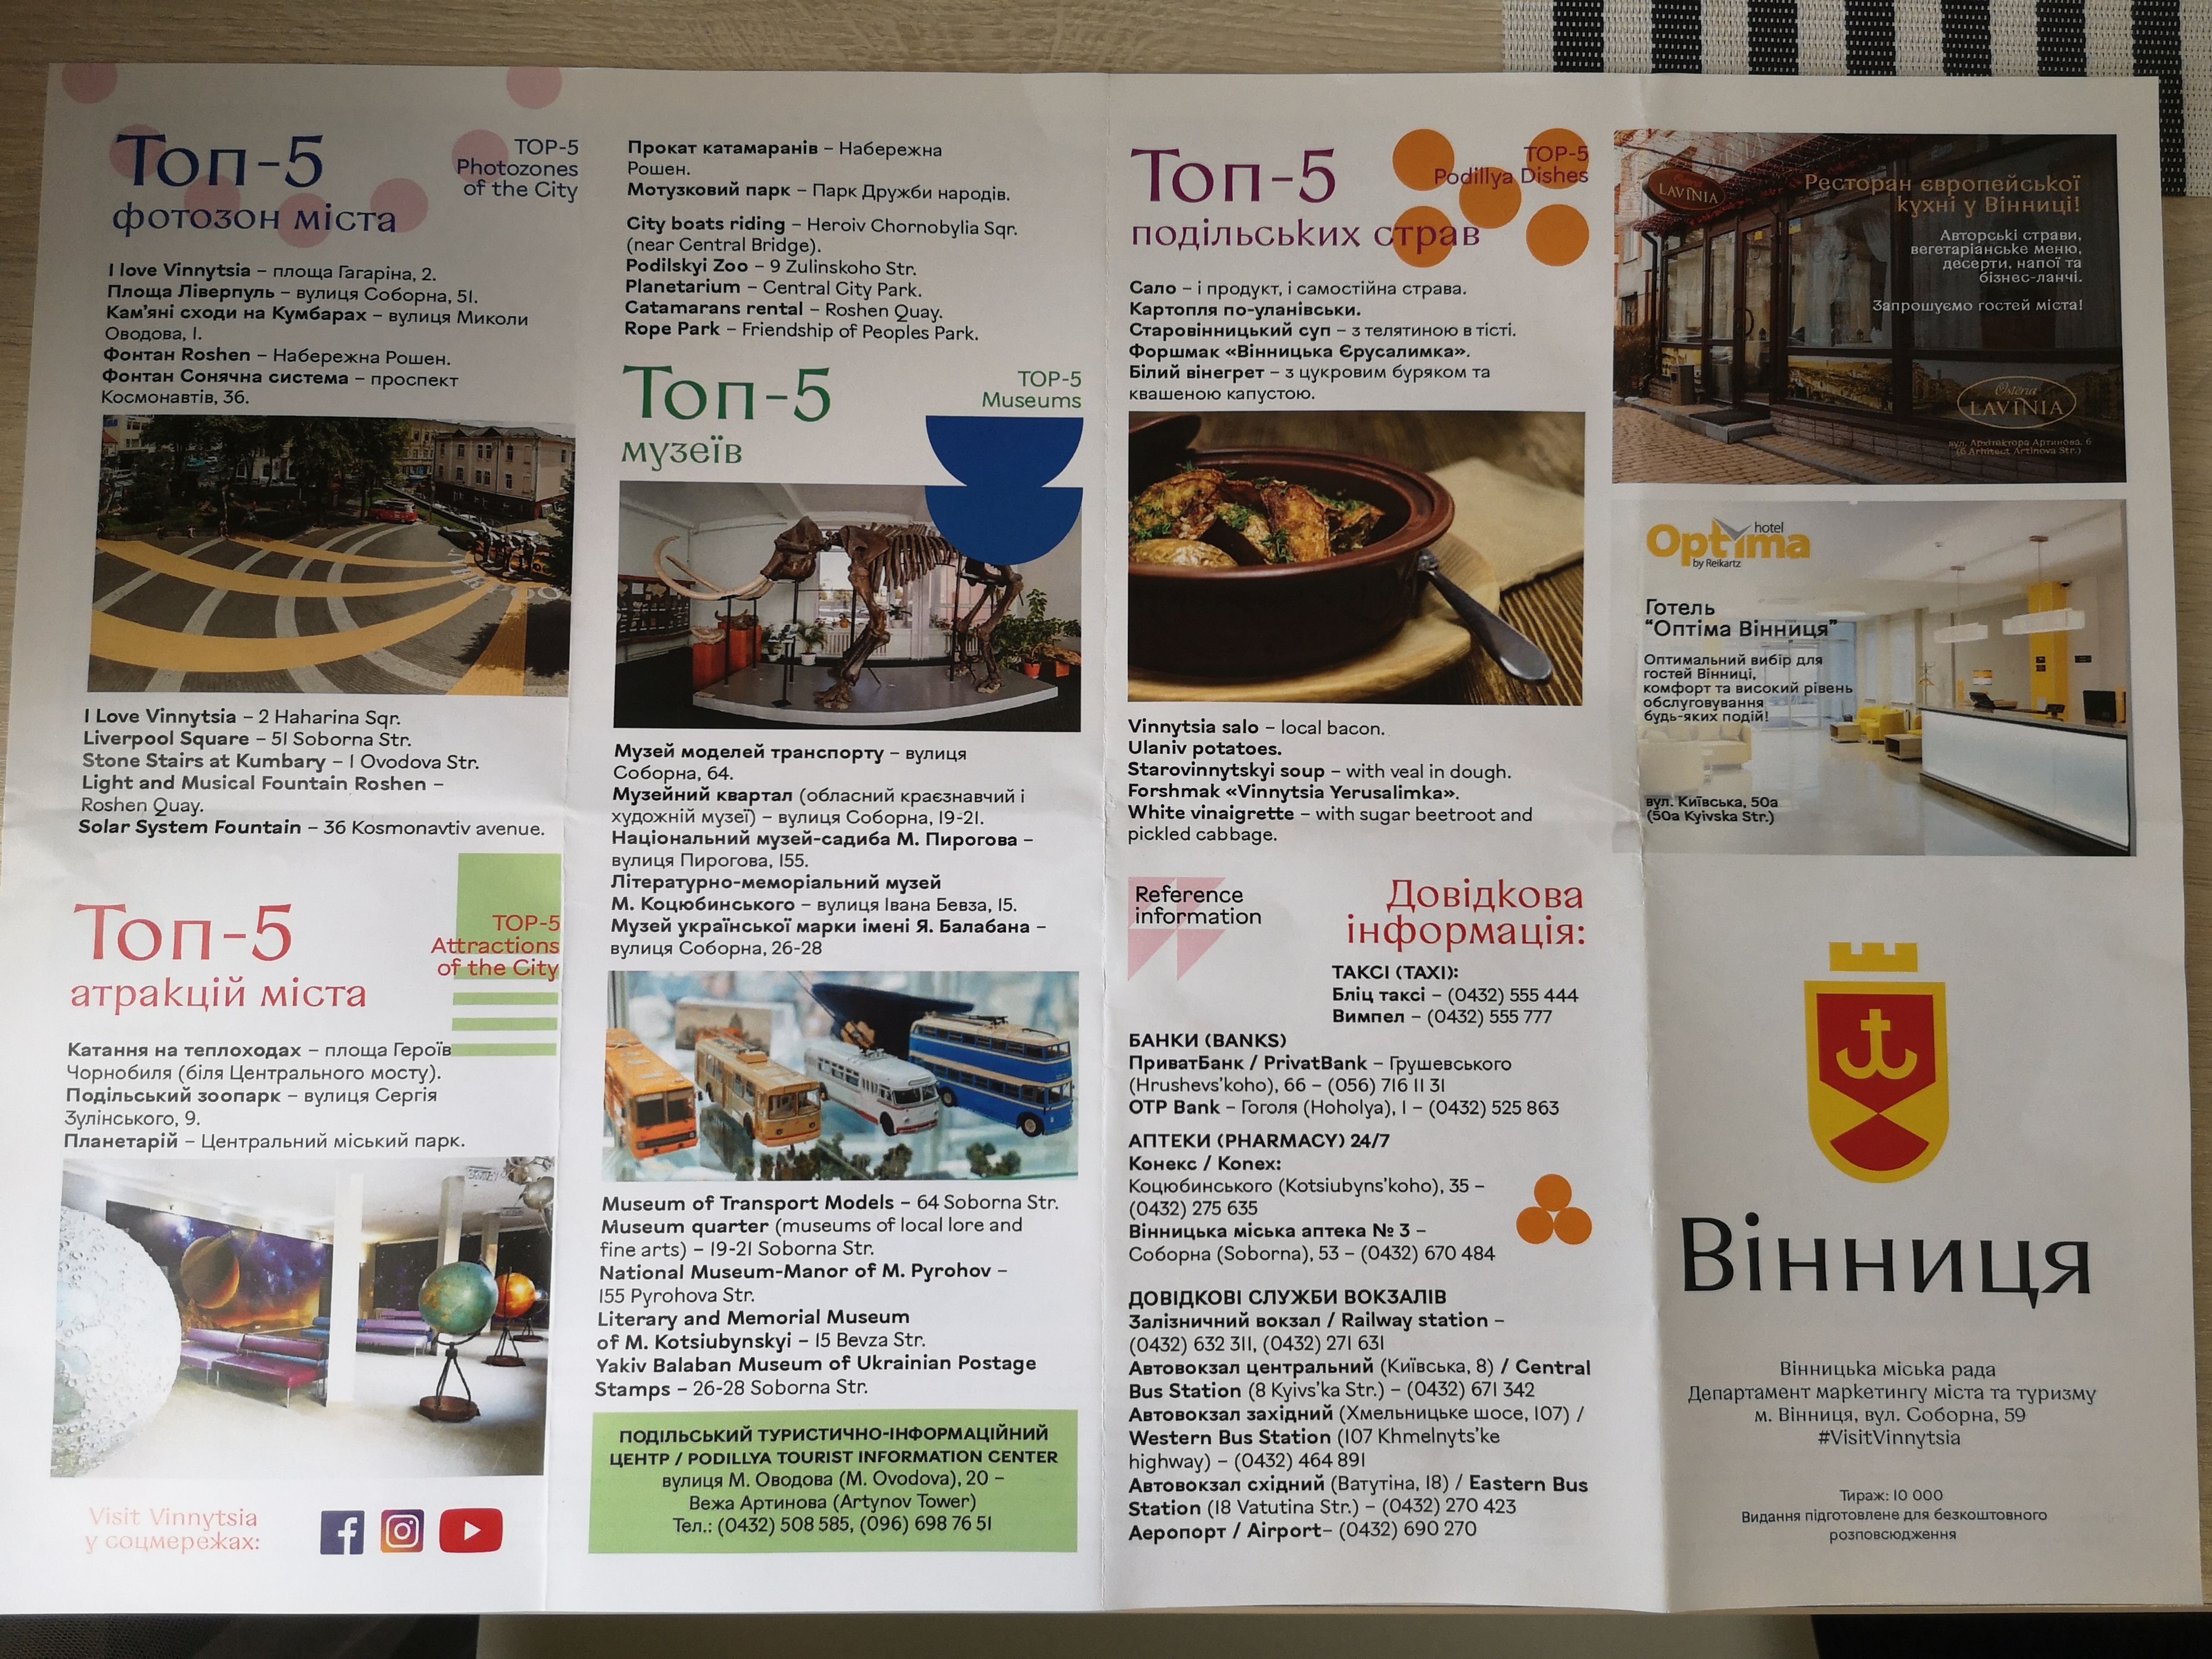 Топ-5
фотозон міста
TOP-5
Photozones
of the City
I love Vinnytsia – площа Гагаріна, 2.
Площа Ліверпуль – вулиця Соборна, 51.
Кам'яні сходи на Кумбарах – вулиця Миколи
Оводова, 1.
Фонтан Roshen – Набережна Рошен.
Фонтан Сонячна система – проспект
Космонавтів, 36.
I Love Vinnytsia – 2 Haharina Sqr.
Liverpool Square – 51 Soborna Str.
Stone Stairs at Kumbary – 1 Ovodova Str.
Light and Musical Fountain Roshen –
Roshen Quay.
Solar System Fountain – 36 Kosmonavtiv avenue.
Топ-5
атракцій міста
TOP-5
Attractions
of the City
Катання на теплоходах – площа Героїв
Чорнобиля (біля Центрального мосту).
Подільський зоопарк – вулиця Сергія
Зулінського, 9.
Планетарій – Центральний міський парк.
Visit Vinnytsia
у соцмережах:
Прокат катамаранів – Набережна
Рошен.
Мотузковий парк – Парк Дружби народів.
City boats riding – Heroiv Chornobylia Sqr.
(near Central Bridge).
Podilskyi Zoo – 9 Zulinskoho Str.
Planetarium – Central City Park.
Catamarans rental – Roshen Quay.
Rope Park – Friendship of Peoples Park.
Топ-5
музеїв
TOP-5
Museums
Музей моделей транспорту – вулиця
Соборна, 64.
Музейний квартал (обласний краєзнавчий і
художній музеї) – вулиця Соборна, 19-21.
Національний музей-садиба М. Пирогова –
вулиця Пирогова, 155.
Літературно-меморіальний музей
М. Коцюбинського – вулиця Івана Бевза, 15.
Музей української марки імені Я. Балабана –
вулиця Соборна, 26-28
Museum of Transport Models – 64 Soborna Str.
Museum quarter (museums of local lore and
fine arts) – 19-21 Soborna Str.
National Museum-Manor of M. Pyrohov –
155 Pyrohova Str.
Literary and Memorial Museum
of M. Kotsiubynskyi – 15 Bevza Str.
Yakiv Balaban Museum of Ukrainian Postage
Stamps – 26-28 Soborna Str.
ПОДІЛЬСЬКИЙ ТУРИСТИЧНО-ІНФОРМАЦІЙНИЙ
ЦЕНТР / PODILLYA TOURIST INFORMATION CENTER
вулиця М. Оводова (M. Ovodova), 20 –
Вежа Артинова (Artynov Tower)
Тел.: (0432) 508 585, (096) 698 76 51
Топ-5
подільських страв
TOP-5
Podillya Dishes
Сало – і продукт, і самостійна страва.
Картопля по-уланівськи.
Старовінницький суп – з телятиною в тісті.
Форшмак «Вінницька Єрусалимка».
Білий вінегрет – з цукровим буряком та
квашеною капустою.
Vinnytsia salo – local bacon.
Ulaniv potatoes.
Starovinnytskyi soup – with veal in dough.
Forshmak «Vinnytsia Yerusalimka».
White vinaigrette – with sugar beetroot and
pickled cabbage.
Reference
information
Довідкова
інформація:
ТАКСІ (TAXI):
Бліц таксі – (0432) 555 444
Вимпел – (0432) 555 777
БАНКИ (BANKS)
ПриватБанк / PrivatBank – Грушевського
(Hrushevs'koho), 66 – (056) 716 11 31
OTP Bank – Гоголя (Hoholya), 1 – (0432) 525 863
АПТЕКИ (PHARMACY) 24/7
Конекс / Konex:
Коцюбинського (Kotsiubyns'koho), 35 –
(0432) 275 635
Вінницька міська аптека № 3 –
Соборна (Soborna), 53 – (0432) 670 484
ДОВІДКОВІ СЛУЖБИ ВОКЗАЛІВ
Залізничний вокзал / Railway station –
(0432) 632 311, (0432) 271 631
Автовокзал центральний (Київська, 8) / Central
Bus Station (8 Kyivs'ka Str.) – (0432) 671 342
Автовокзал західний (Хмельницьке шосе, 107) /
Western Bus Station (107 Khmelnyts'ke
highway) – (0432) 464 891
Автовокзал східний (Ватутіна, 18) / Eastern Bus
Station (18 Vatutina Str.) – (0432) 270 423
Аеропорт / Airport– (0432) 690 270
LAVINIA
Ресторан європейської
кухні у Вінниці!
Авторські страви,
вегетаріанське меню,
десерти, напої та
бізнес-ланчі.
Запрошуємо гостей міста!
Osteria
LAVINIA
вул. Архітектора Артинова, 6
(6 Arhitect Artinova Str.)
Optima
hotel
by Reikartz
Готель
"Оптіма Вінниця"
Оптимальний вибір для
гостей Вінниці,
комфорт та високий рівень
обслуговування
будь-яких подій!
вул. Київська, 50а
(50a Kyivska Str.)
Вінниця
Вінницька міська рада
Департамент маркетингу міста та туризму
м. Вінниця, вул. Соборна, 59
#VisitVinnytsia
Тираж: 10 000
Видання підготовлене для безкоштовного
розповсюдження